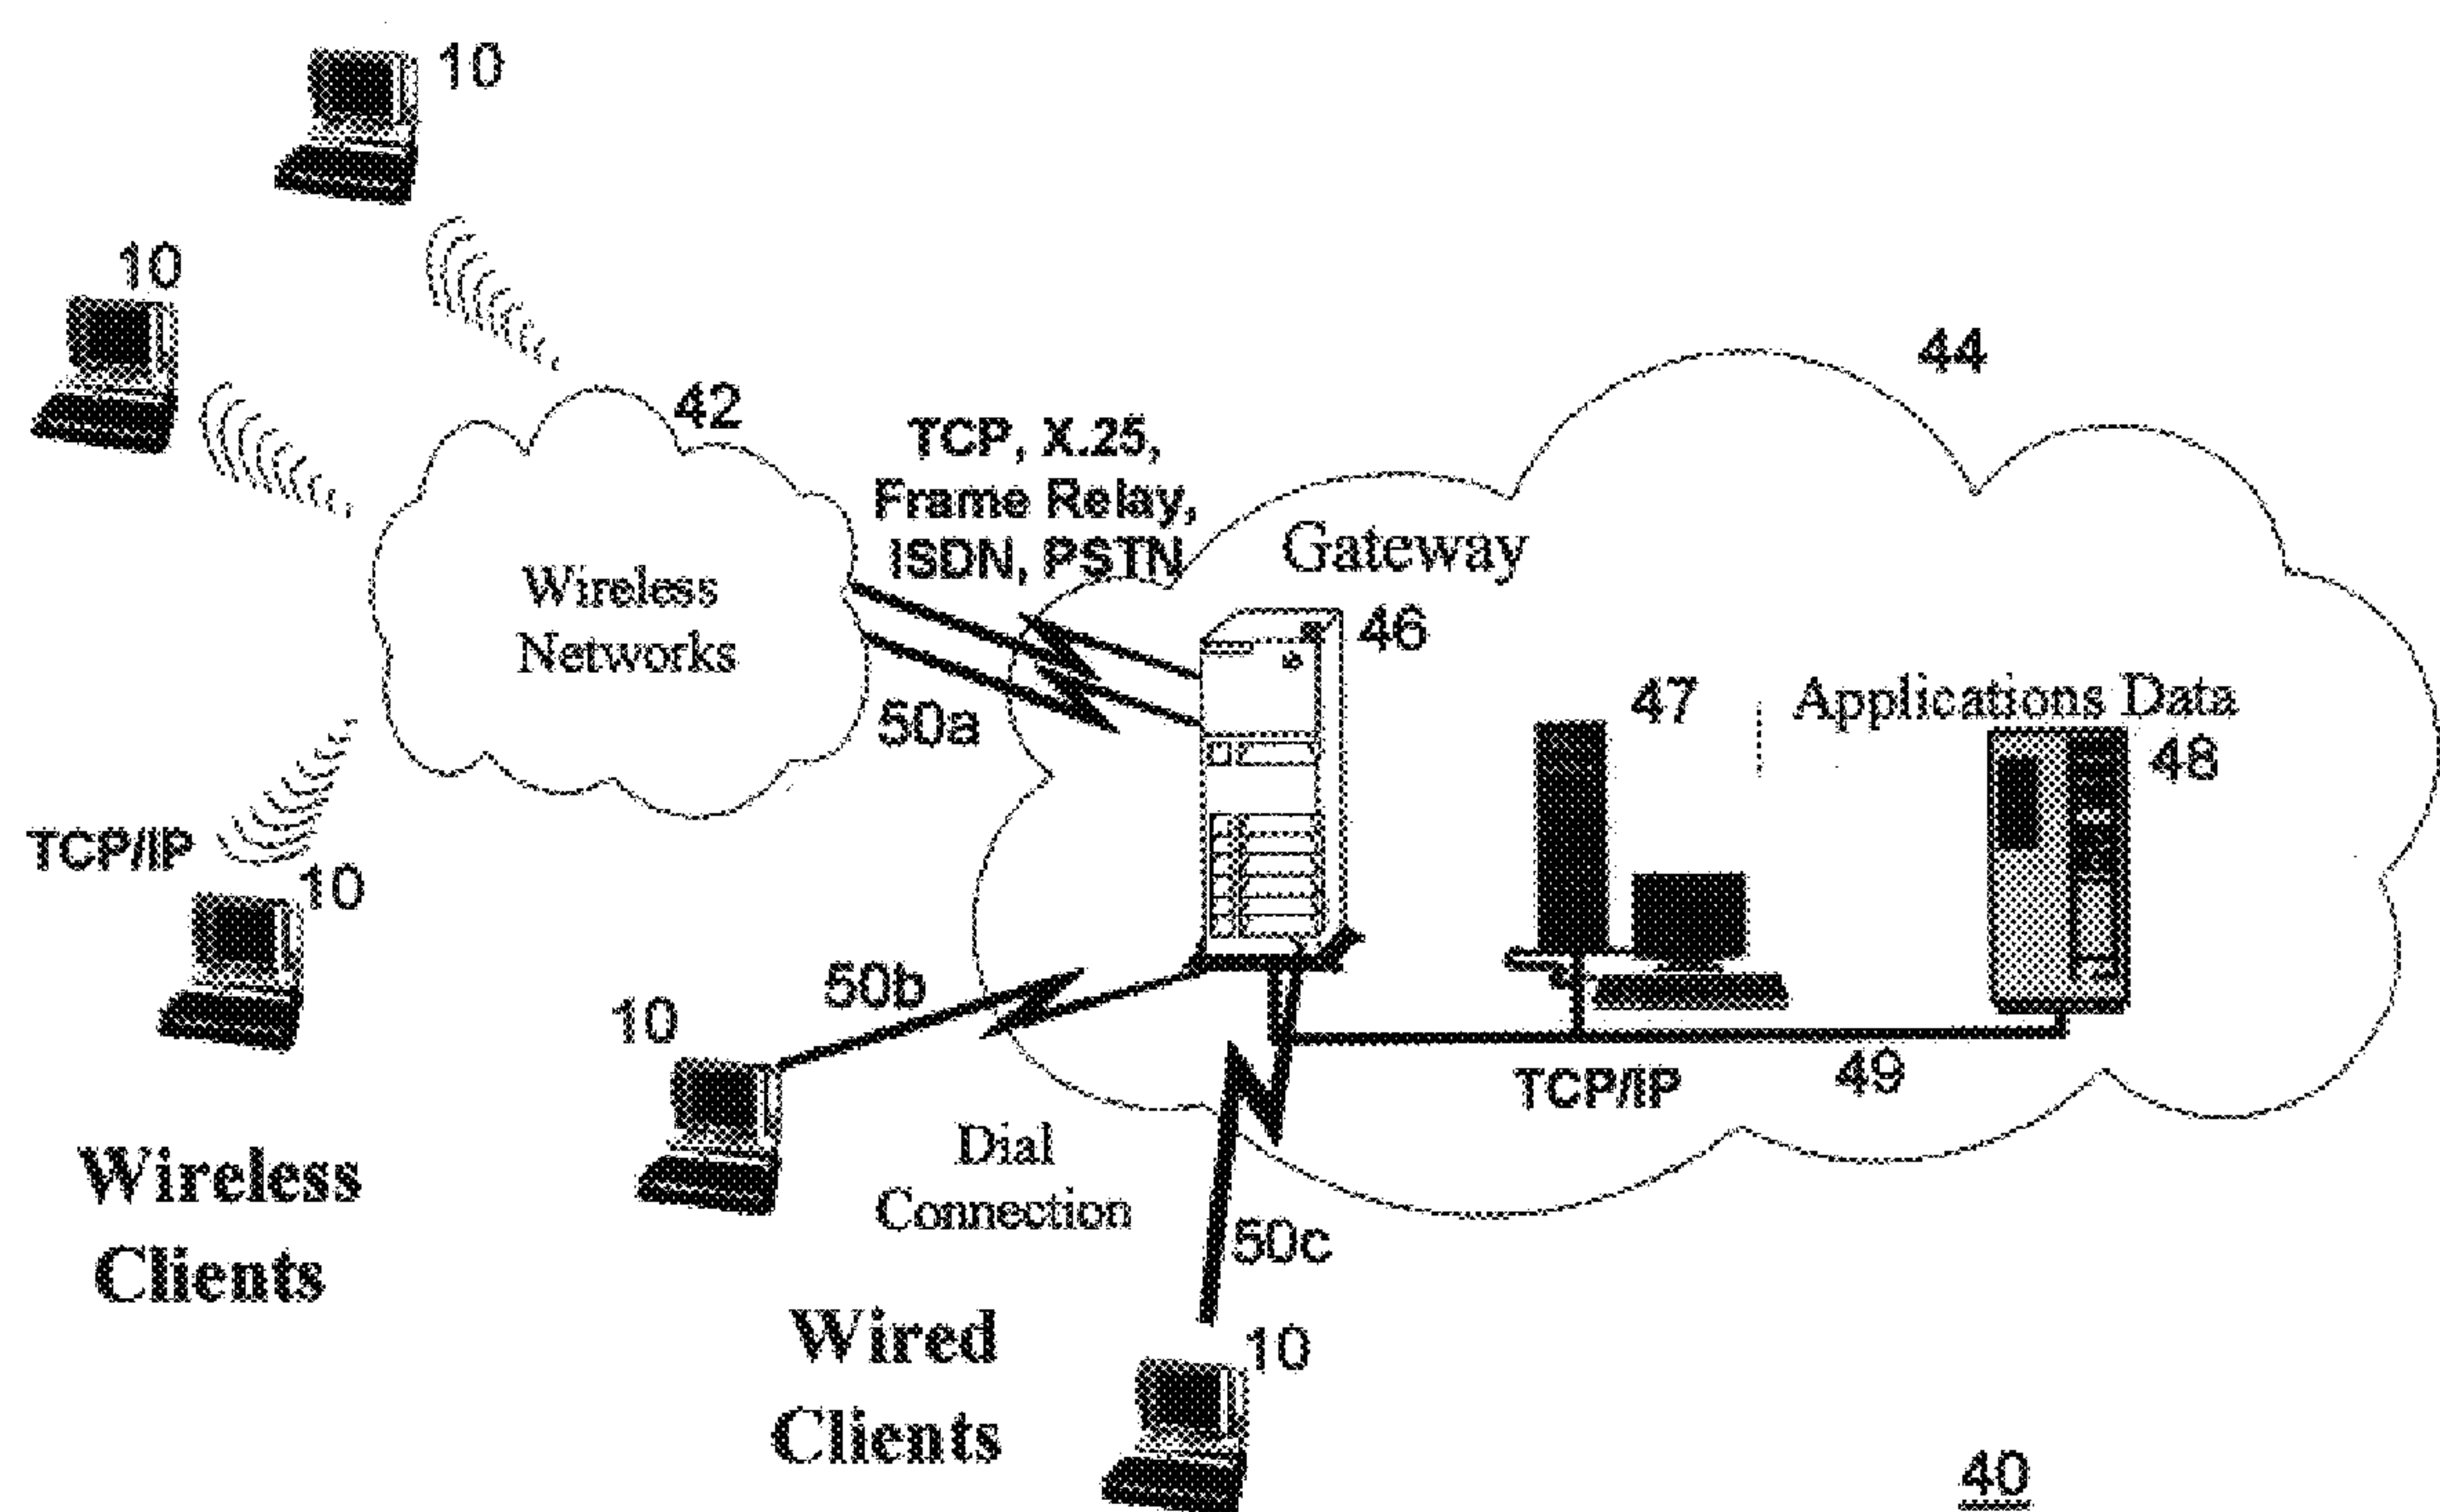 10
10
42
44
TCP, X.25,
Frame Relay,
ISDN, PSTN
Gateway
46
Wireless
Networks
50a
47
Applications Data
48
TCP/IP
10
50b
10
TCP/IP
49
Dial
Connection
Wireless
Clients
50c
Wired
Clients
10
40